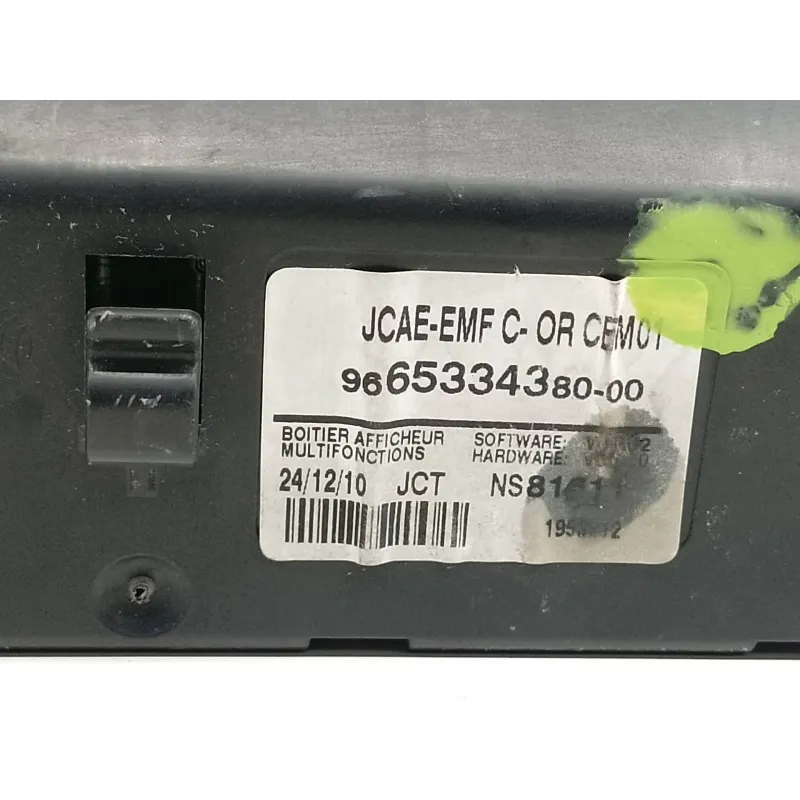 JCAE-EMF C- OR CEM01
9665334380-00
BOITIER AFFICHEUR
MULTIFONCTIONS
SOFTWARE:
HARDWARE:
24/12/10 JCT